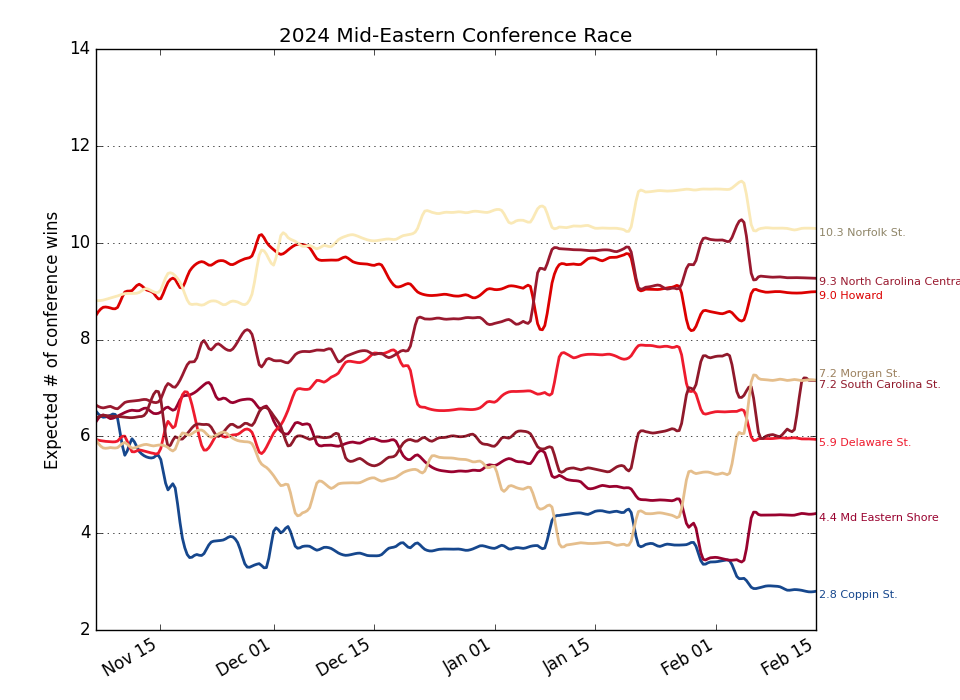 2024 Mid-Eastern Conference Race
Expected # of conference wins
14
12
10
8
6
4
2
Nov 15
Dec 01
Dec 15
Jan 01
Jan 15
Feb 01
Feb 15
10.3 Norfolk St.
9.3 North Carolina Centra
9.0 Howard
7.2 Morgan St.
7.2 South Carolina St.
5.9 Delaware St.
4.4 Md Eastern Shore
2.8 Coppin St.